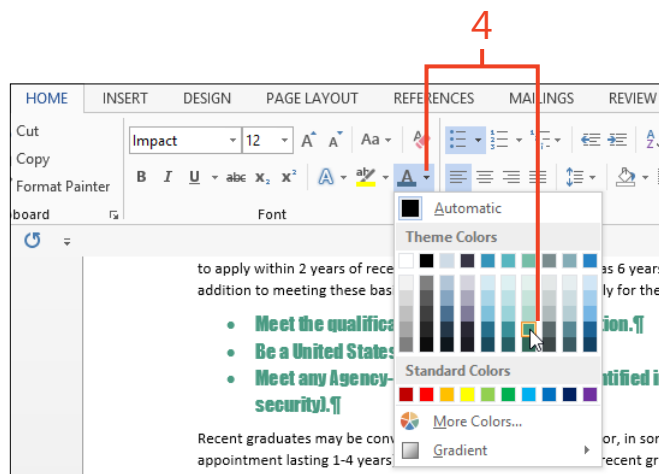 4
HOME INSERT DESIGN PAGE LAYOUT REFERENCES MAILINGS REVIEW
Cut
Copy
Format Painter
board
Impact 12 A A Aa
B I U abc X₂ X² A ab A
Font
Automatic
Theme Colors
Standard Colors
More Colors...
Gradient
to apply within 2 years of rece as 6 years
addition to meeting these bas ly for the
• Meet the qualifica tion.¶
• Be a United States
• Meet any Agency- ntified i
security).¶
Recent graduates may be conv or, in so
appointment lasting 1-4 years recent gr